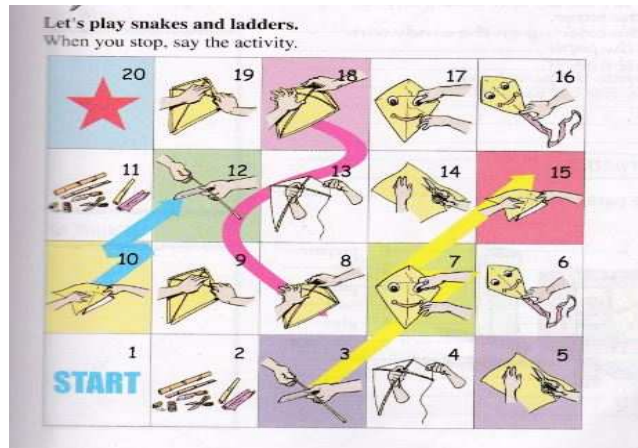 Let's play snakes and ladders.
When you stop, say the activity.
20 19 18 17 16
11 12 13 14 15
10 9 8 7 6
1 2 3 4 5
START